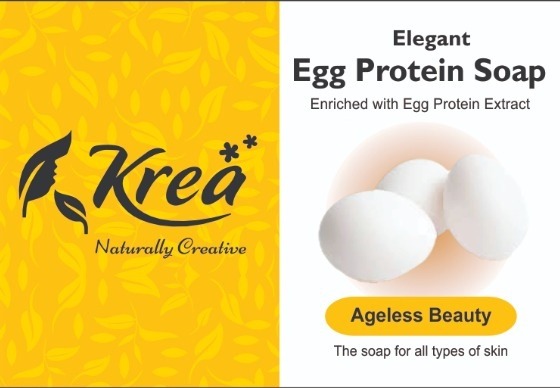 Krea
Naturally Creative
Elegant
Egg Protein Soap
Enriched with Egg Protein Extract
Ageless Beauty
The soap for all types of skin